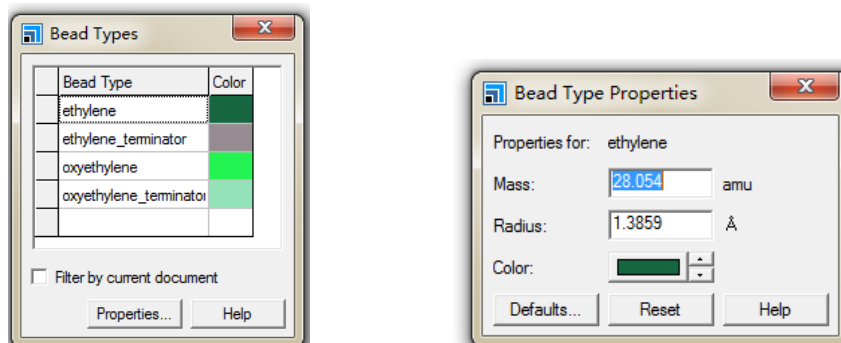 Bead Types
Bead Type Color
ethylene
ethylene_terminator
oxyethylene
oxyethylene_terminator
Filter by current document
Properties... Help
Bead Type Properties
Properties for: ethylene
Mass: 28.054 amu
Radius: 1.3859 Å
Color:
Defaults... Reset Help